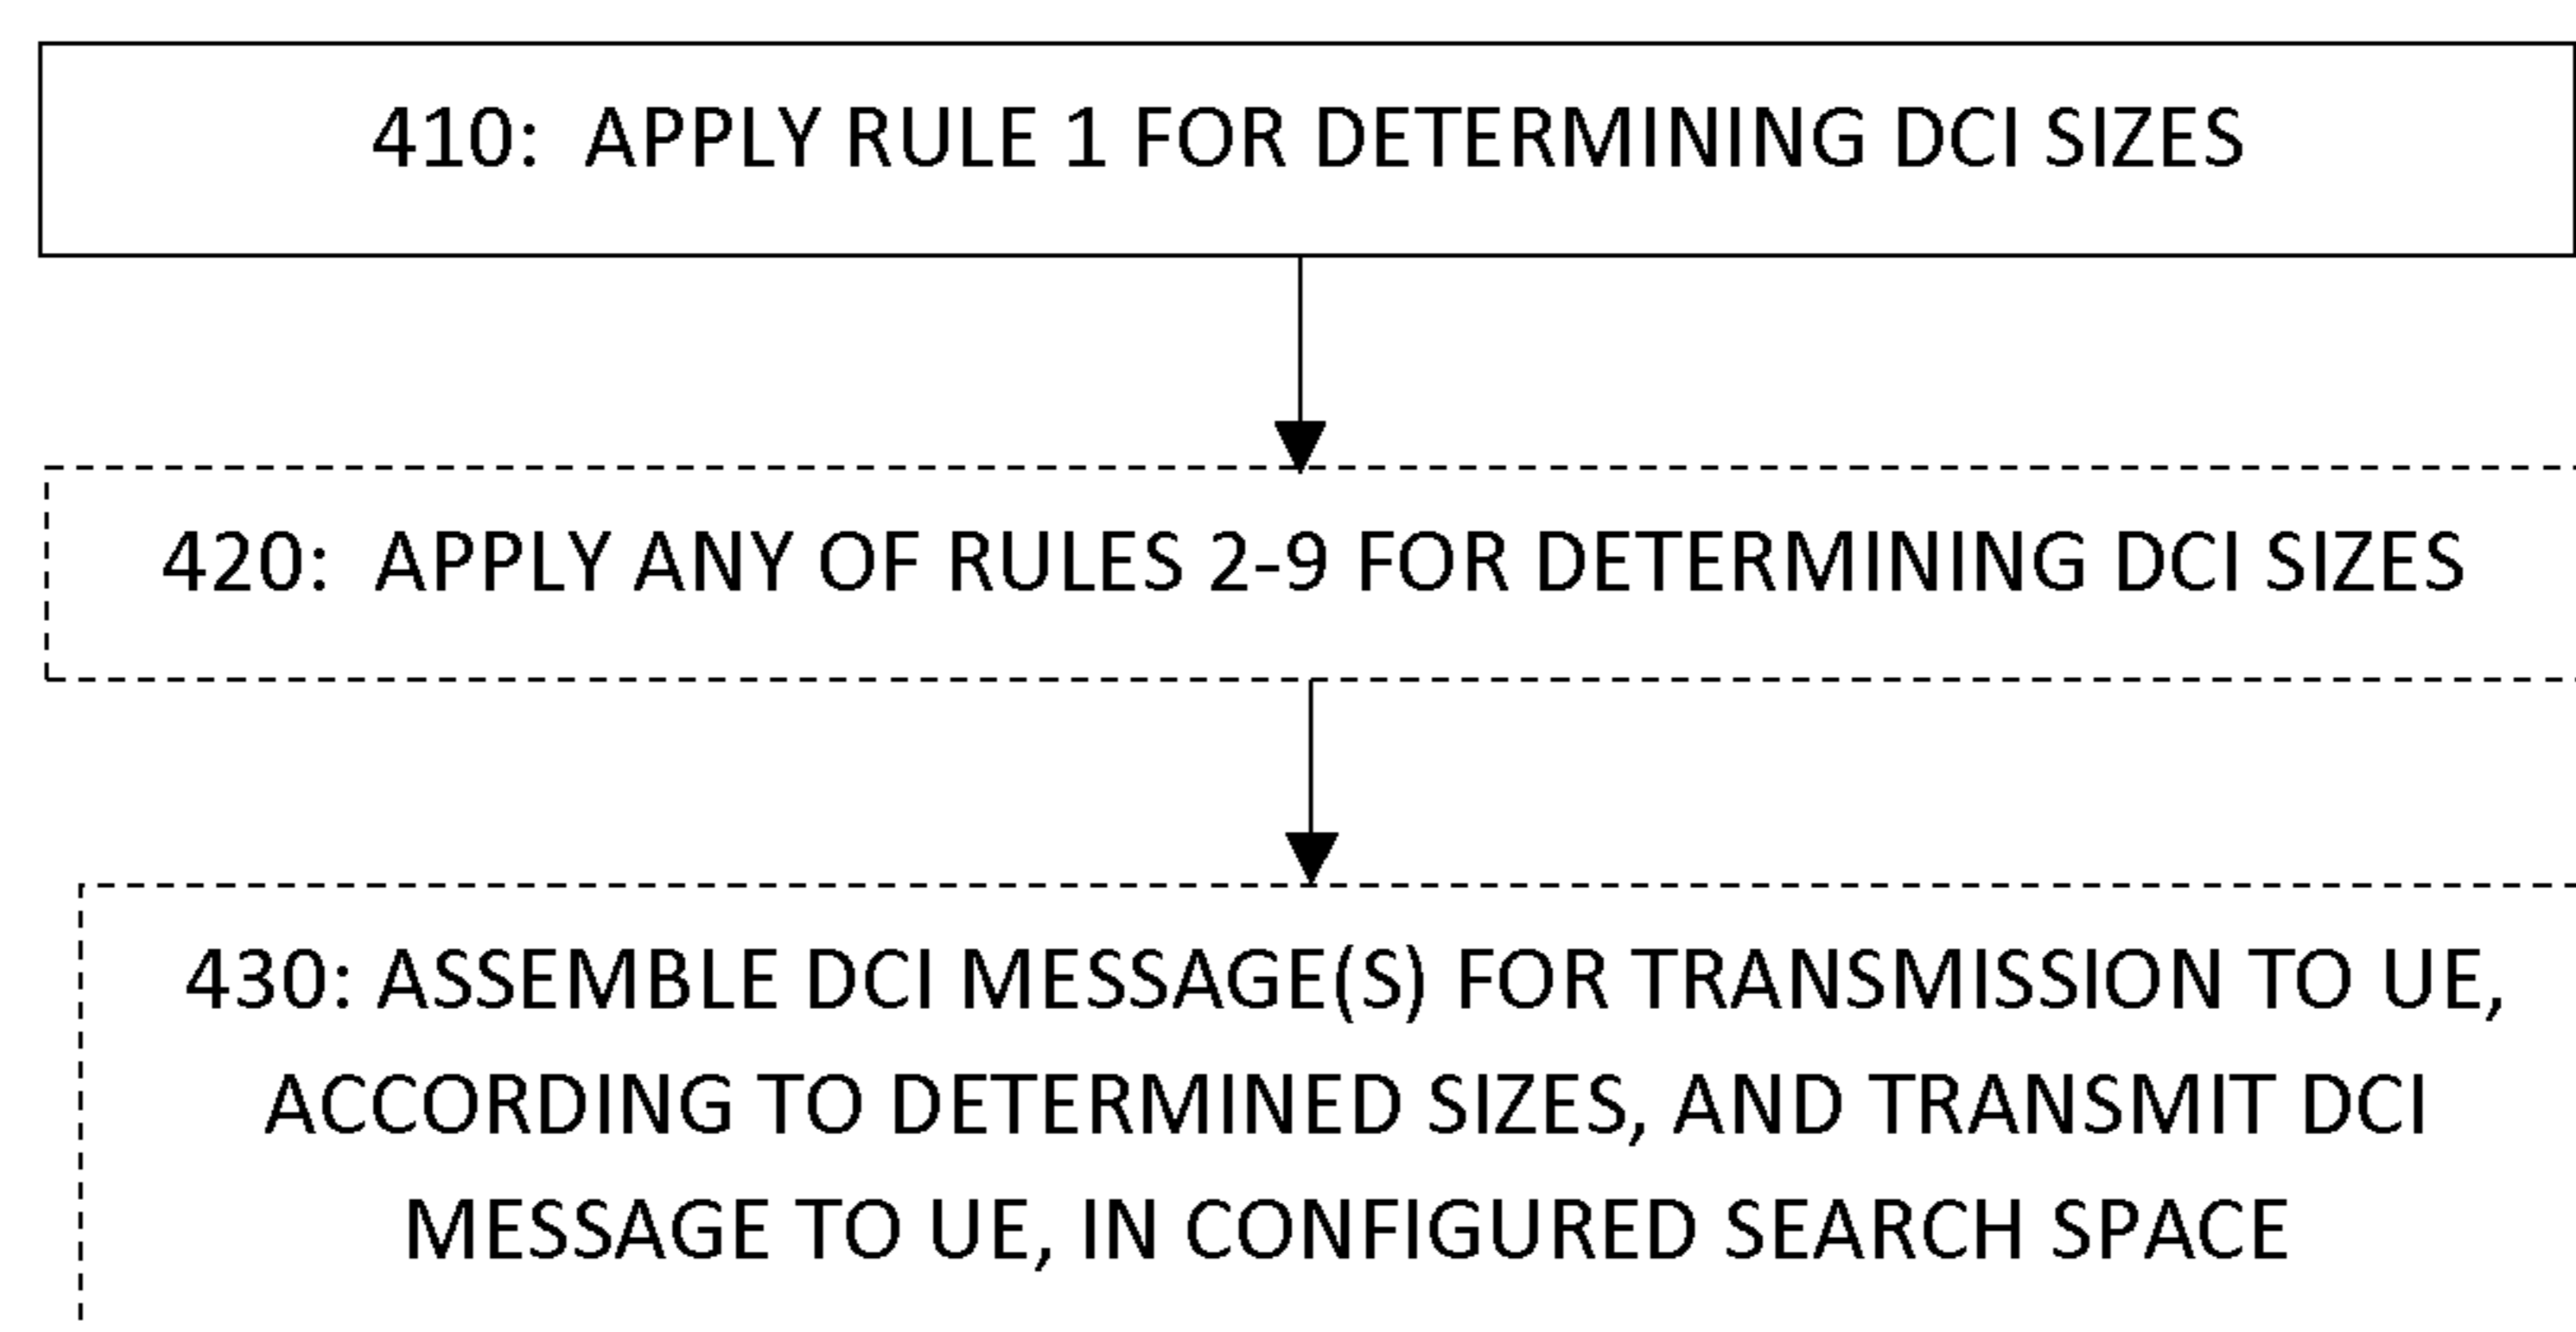 410: APPLY RULE 1 FOR DETERMINING DCI SIZES
420: APPLY ANY OF RULES 2-9 FOR DETERMINING DCI SIZES
430: ASSEMBLE DCI MESSAGE(S) FOR TRANSMISSION TO UE,
ACCORDING TO DETERMINED SIZES, AND TRANSMIT DCI
MESSAGE TO UE, IN CONFIGURED SEARCH SPACE